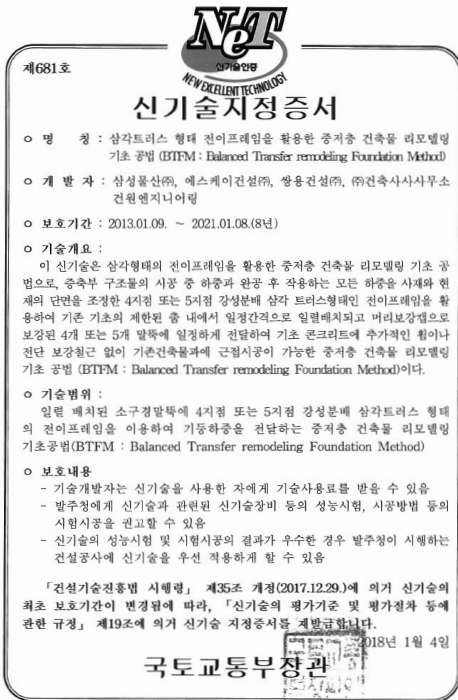 NeT
신기술인증
NEW EXCELLENT TECHNOLOGY
제681호
신기술지정증서
ㅇ 명 칭 : 삼각트러스 형태 전이프레임을 활용한 중저층 건축물 리모델링
기초 공법 (BTFM : Balanced Transfer remodeling Foundation Method)
ㅇ 개 발 자 : 삼성물산㈜, 에스케이건설㈜, 쌍용건설㈜, ㈜건축사사사무소
건원엔지니어링
ㅇ 보호기간 : 2013.01.09. ~ 2021.01.08.(8년)
ㅇ 기술개요 :
이 신기술은 삼각형태의 전이프레임을 활용한 중저층 건축물 리모델링 기초 공
법으로, 증축부 구조물의 시공 중 하중과 완공 후 작용하는 모든 하중을 사재와 현
재의 단면을 조정한 4지점 또는 5지점 강성분배 삼각 트러스형태인 전이프레임을 활
용하여 기존 기초의 제한된 춤 내에서 일정간격으로 일렬배치되고 머리보강캡으로
보강된 4개 또는 5개 말뚝에 일정하게 전달하여 기초 콘크리트에 추가적인 휨이나
전단 보강철근 없이 기존건축물과에 근접시공이 가능한 중저층 건축물 리모델링
기초 공법 (BTFM : Balanced Transfer remodeling Foundation Method)이다.
ㅇ 기술범위 :
일렬 배치된 소구경말뚝에 4지점 또는 5지점 강성분배 삼각트러스 형태
의 전이프레임을 이용하여 기둥하중을 전달하는 중저층 건축물 리모델링
기초공법(BTFM : Balanced Transfer remodeling Foundation Method)
ㅇ 보호내용
- 기술개발자는 신기술을 사용한 자에게 기술사용료를 받을 수 있음
- 발주청에게 신기술과 관련된 신기술장비 등의 성능시험, 시공방법 등의
시험시공을 권고할 수 있음
- 신기술의 성능시험 및 시험시공의 결과가 우수한 경우 발주청이 시행하는
건설공사에 신기술을 우선 적용하게 할 수 있음
「건설기술진흥법 시행령」 제35조 개정(2017.12.29.)에 의거 신기술의
최초 보호기간이 변경됨에 따라, 「신기술의 평가기준 및 평가절차 등에
관한 규정」 제19조에 의거 신기술 지정증서를 재발급합니다.
2018년 1월 4일
국토교통부장관